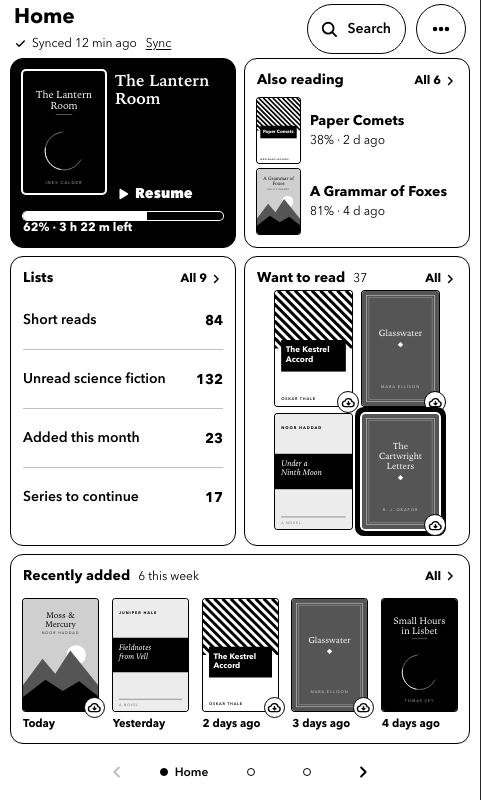 Home
Synced 12 min ago Sync
Search
The Lantern
Room
INES CALDER
The Lantern
Room
Resume
62% · 3 h 22 m left
Also reading
All 6
Paper Comets
Paper Comets
38% · 2 d ago
A Grammar of
Foxes
A Grammar of Foxes
81% · 4 d ago
Lists
All 9
Short reads 84
Unread science fiction 132
Added this month 23
Series to continue 17
Want to read 37
All
The Kestrel
Accord
OSKAR THALE
Glasswater
MARA ELLISON
NOOR HADDAD
Under a
Ninth Moon
A NOVEL
The
Cartwright
Letters
R. J. OKAFOR
Recently added 6 this week
All
Moss &
Mercury
NOOR HADDAD
Today
JUNIPER HALE
Fieldnotes
from Vell
A NOVEL
Yesterday
The Kestrel
Accord
OSKAR THALE
2 days ago
Glasswater
MARA ELLISON
3 days ago
Small Hours
in Lisbet
TOMAS VEY
4 days ago
Home